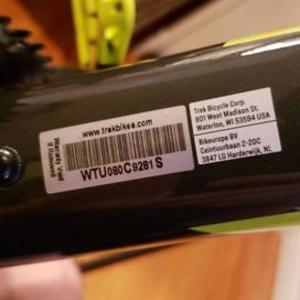 www.trekbikes.com
Warranty Void
If Removed
WTU080C9281S
Trek Bicycle Corp.
801 West Madison St.
Waterloo, WI 53594 USA
Bikeurope BV
Ceintuurbaan 2-20C
3847 LG Harderwijk, NL